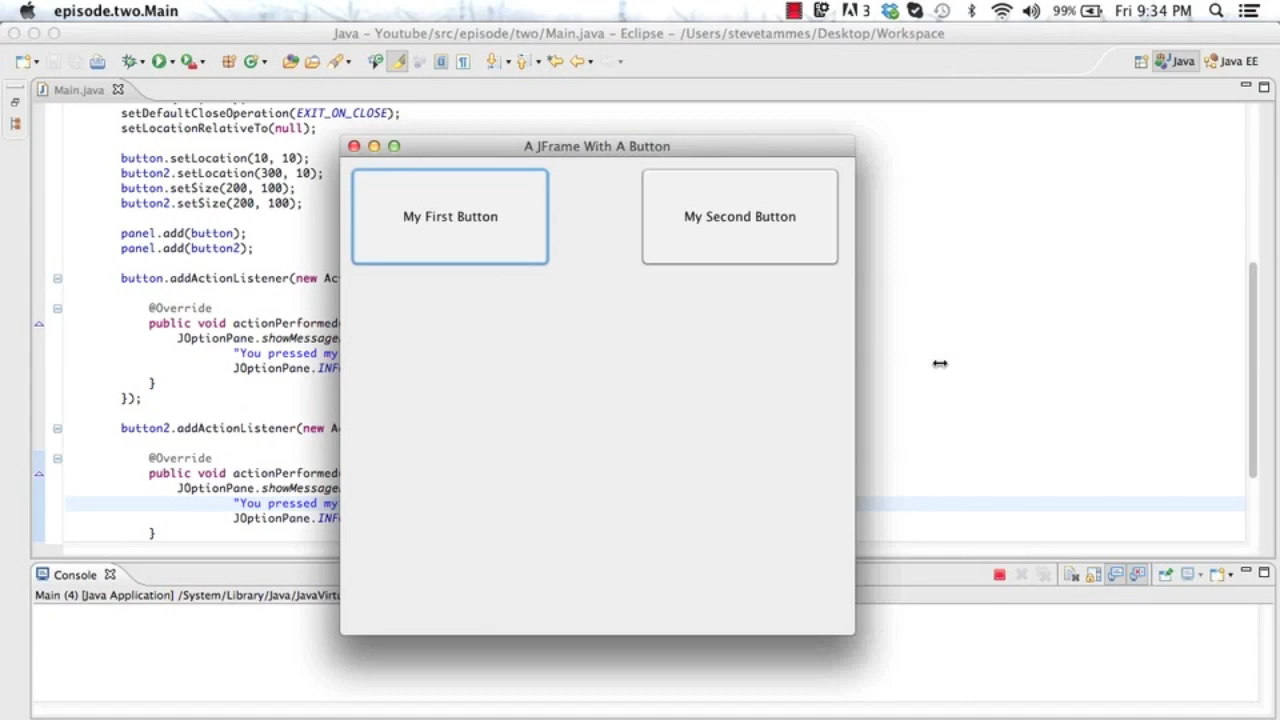 episode.two.Main
3
99%
Fri 9:34 PM
Java – Youtube/src/episode/two/Main.java – Eclipse – /Users/stevetammes/Desktop/Workspace
Java
Java EE
Main.java
setDefaultCloseOperation(EXIT_ON_CLOSE);
setLocationRelativeTo(null);
button.setLocation(10, 10);
button2.setLocation(300, 10);
button.setSize(200, 100);
button2.setSize(200, 100);
panel.add(button);
panel.add(button2);
button.addActionListener(new Ac
@Override
public void actionPerformed
JOptionPane.showMessage
"You pressed my
JOptionPane.INF
}
});
button2.addActionListener(new A
@Override
public void actionPerformed
JOptionPane.showMessage
"You pressed my
JOptionPane.INF
}
A JFrame With A Button
My First Button
My Second Button
Console
Main (4) [Java Application] /System/Library/Java/JavaVirtu